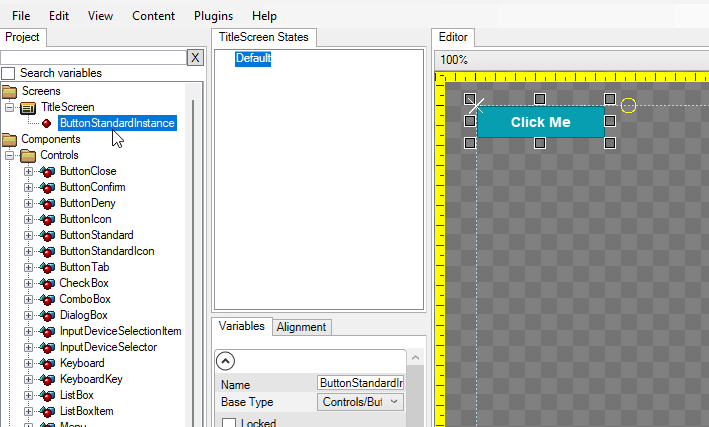 File Edit View Content Plugins Help
Project
X
Search variables
Screens
TitleScreen
ButtonStandardInstance
Components
Controls
ButtonClose
ButtonConfirm
ButtonDeny
ButtonIcon
ButtonStandard
ButtonStandardIcon
ButtonTab
CheckBox
ComboBox
DialogBox
InputDeviceSelectionItem
InputDeviceSelector
Keyboard
KeyboardKey
ListBox
ListBoxItem
Menu
TitleScreen States
Default
Variables Alignment
Name ButtonStandardIn
Base Type Controls/But
Locked
Editor
100%
Click Me